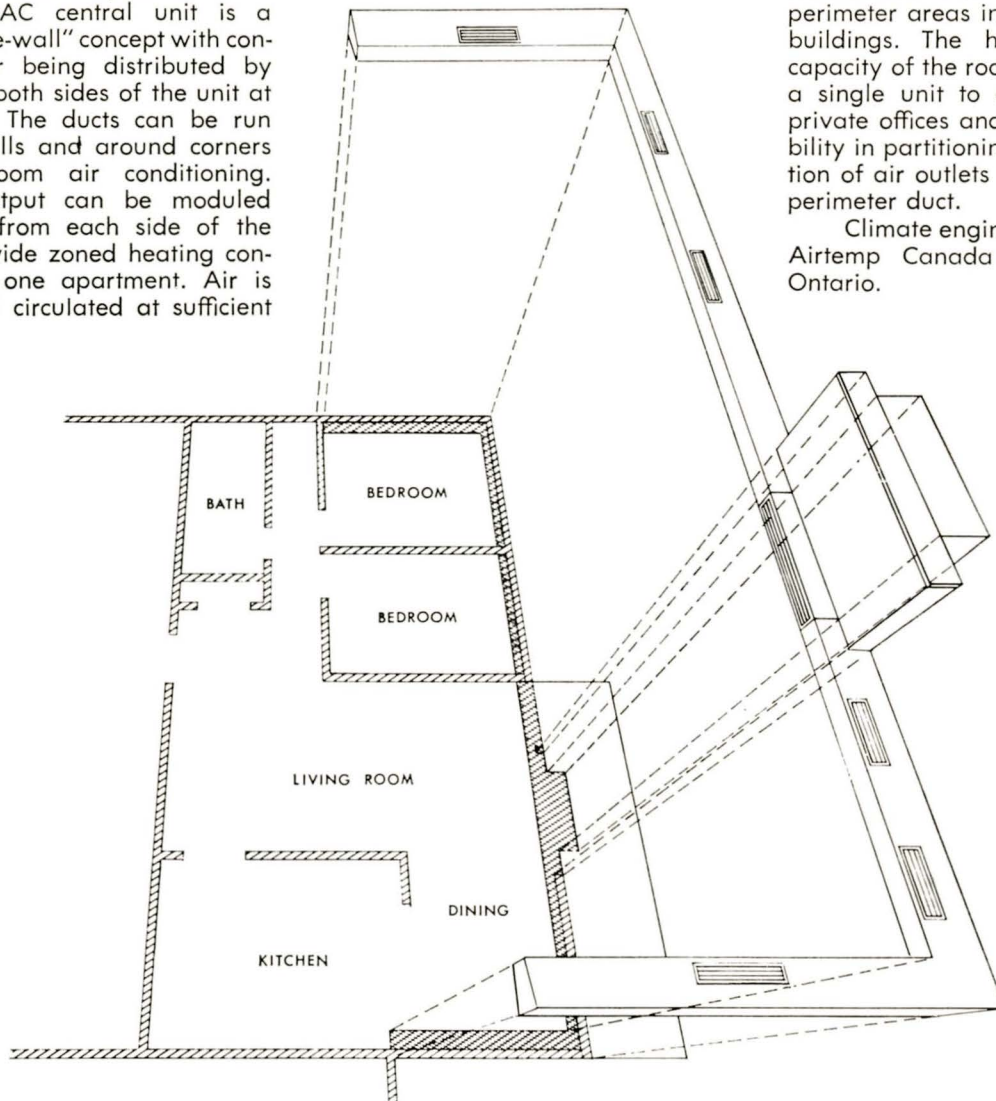 AC central unit is a
e-wall" concept with con-
being distributed by
both sides of the unit at
The ducts can be run
lls and around corners
oom air conditioning.
tput can be moduled
from each side of the
vide zoned heating con-
one apartment. Air is
circulated at sufficient
perimeter areas in
buildings. The h
capacity of the roo
a single unit to
private offices and
bility in partitionin
tion of air outlets
perimeter duct.
Climate engin
Airtemp Canada
Ontario.
BATH
BEDROOM
BEDROOM
LIVING ROOM
DINING
KITCHEN